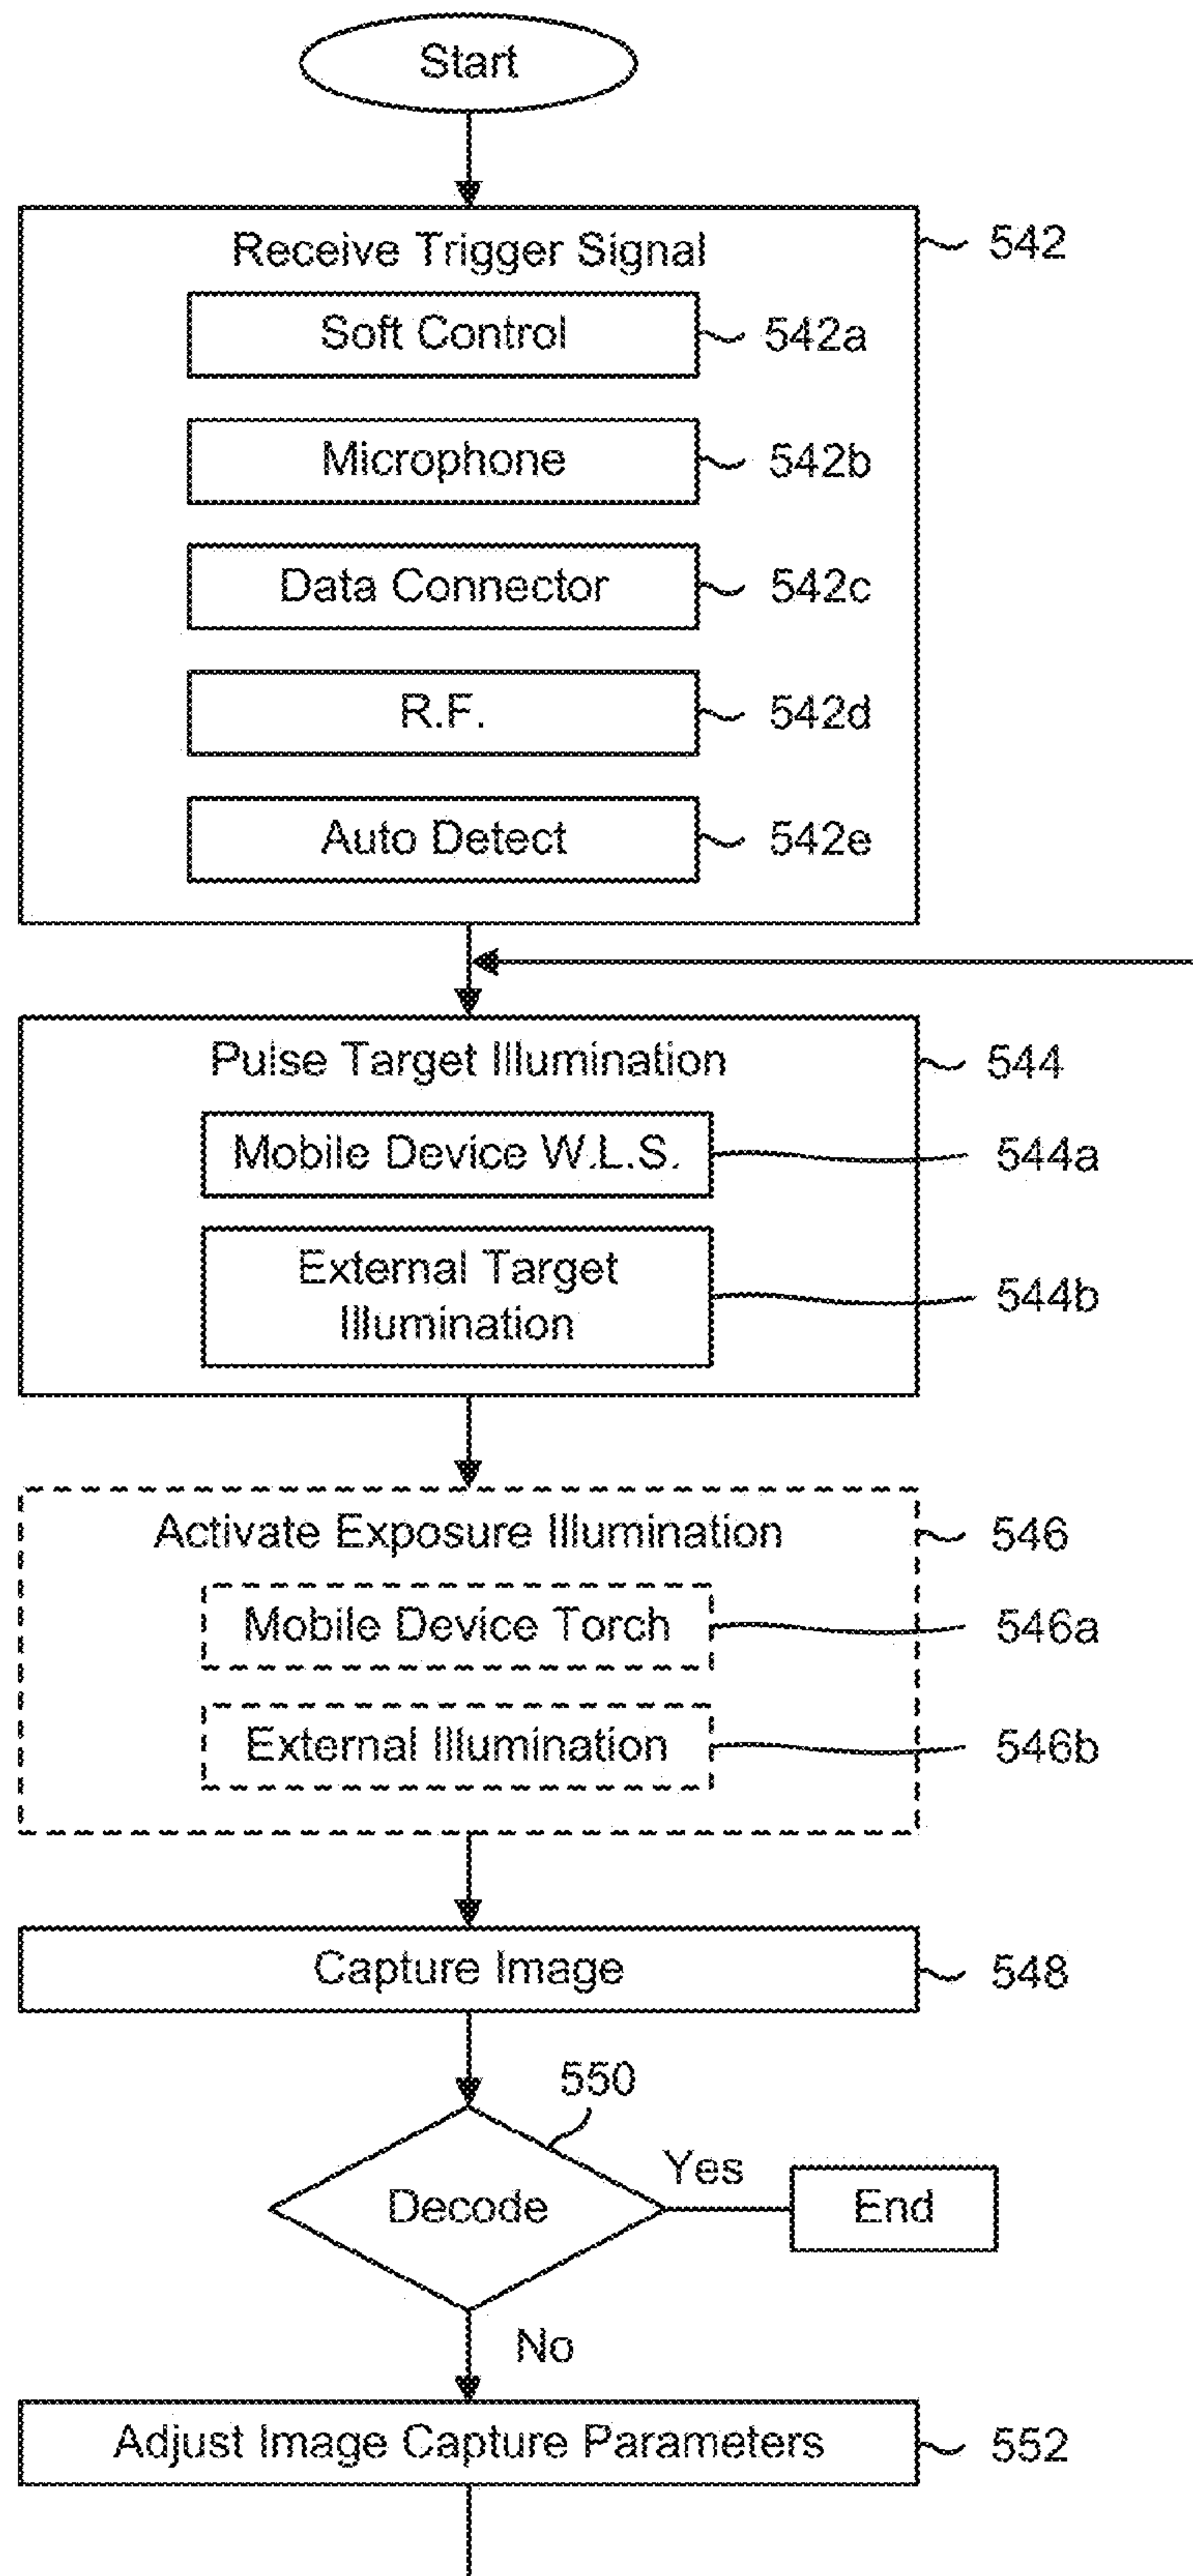 Start
Receive Trigger Signal
542
Soft Control
542a
Microphone
542b
Data Connector
542c
R.F.
542d
Auto Detect
542e
Pulse Target Illumination
544
Mobile Device W.L.S.
544a
External Target
Illumination
544b
Activate Exposure Illumination
546
Mobile Device Torch
546a
External Illumination
546b
Capture Image
548
550
Decode
Yes
End
No
Adjust Image Capture Parameters
552